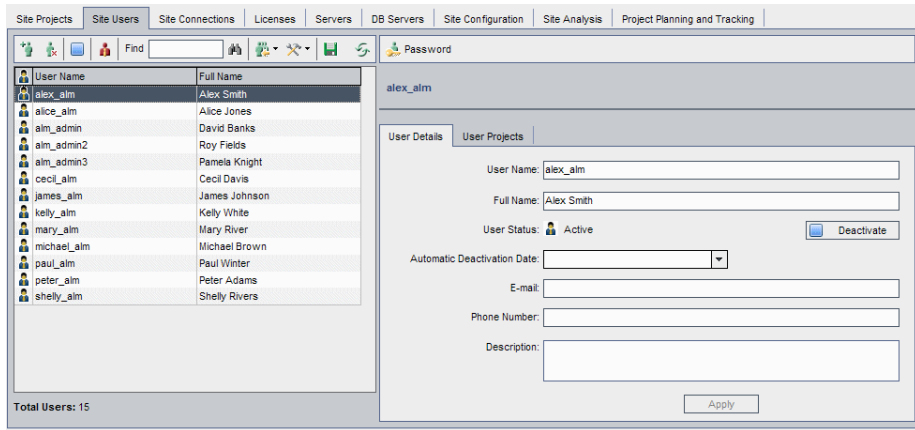 Site Projects Site Users Site Connections Licenses Servers DB Servers Site Configuration Site Analysis Project Planning and Tracking
Find
Password
User Name Full Name
alex_alm Alex Smith
alice_alm Alice Jones
alm_admin David Banks
alm_admin2 Roy Fields
alm_admin3 Pamela Knight
cecil_alm Cecil Davis
james_alm James Johnson
kelly_alm Kelly White
mary_alm Mary River
michael_alm Michael Brown
paul_alm Paul Winter
peter_alm Peter Adams
shelly_alm Shelly Rivers
Total Users: 15
alex_alm
User Details User Projects
User Name: alex_alm
Full Name: Alex Smith
User Status: Active Deactivate
Automatic Deactivation Date:
E-mail:
Phone Number:
Description:
Apply